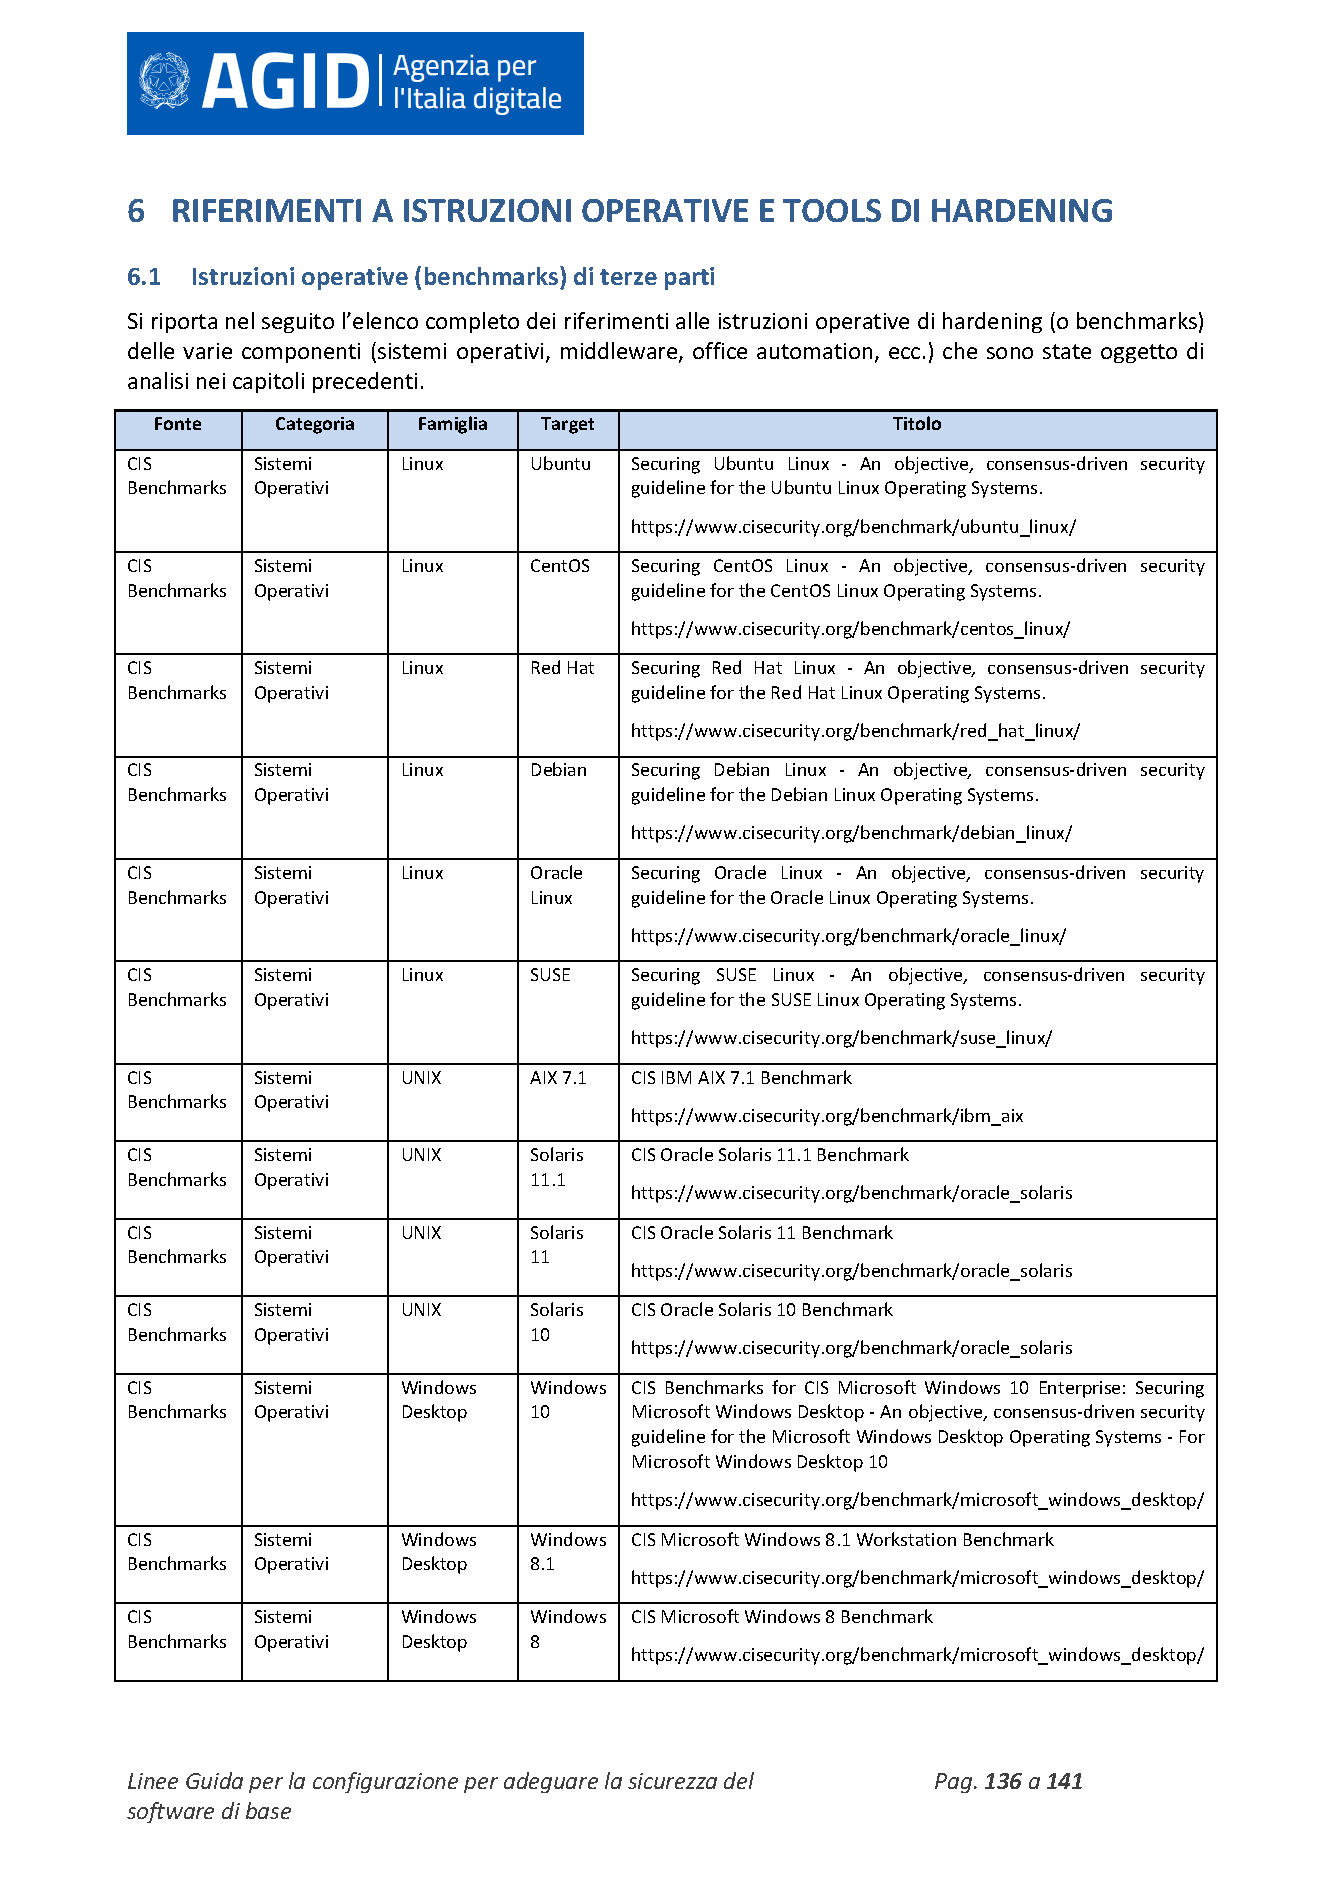 AGID Agenzia per
l'Italia digitale
6 RIFERIMENTI A ISTRUZIONI OPERATIVE E TOOLS DI HARDENING
6.1 Istruzioni operative (benchmarks) di terze parti
Si riporta nel seguito l’elenco completo dei riferimenti alle istruzioni operative di hardening (o benchmarks)
delle varie componenti (sistemi operativi, middleware, office automation, ecc.) che sono state oggetto di
analisi nei capitoli precedenti.
Fonte Categoria Famiglia Target Titolo
CIS Sistemi Linux Ubuntu Securing Ubuntu Linux - An objective, consensus-driven security
Benchmarks Operativi guideline for the Ubuntu Linux Operating Systems.
https://www.cisecurity.org/benchmark/ubuntu_linux/
CIS Sistemi Linux CentOS Securing CentOS Linux - An objective, consensus-driven security
Benchmarks Operativi guideline for the CentOS Linux Operating Systems.
https://www.cisecurity.org/benchmark/centos_linux/
CIS Sistemi Linux Red Hat Securing Red Hat Linux - An objective, consensus-driven security
Benchmarks Operativi guideline for the Red Hat Linux Operating Systems.
https://www.cisecurity.org/benchmark/red_hat_linux/
CIS Sistemi Linux Debian Securing Debian Linux - An objective, consensus-driven security
Benchmarks Operativi guideline for the Debian Linux Operating Systems.
https://www.cisecurity.org/benchmark/debian_linux/
CIS Sistemi Linux Oracle Securing Oracle Linux - An objective, consensus-driven security
Benchmarks Operativi Linux guideline for the Oracle Linux Operating Systems.
https://www.cisecurity.org/benchmark/oracle_linux/
CIS Sistemi Linux SUSE Securing SUSE Linux - An objective, consensus-driven security
Benchmarks Operativi guideline for the SUSE Linux Operating Systems.
https://www.cisecurity.org/benchmark/suse_linux/
CIS Sistemi UNIX AIX 7.1 CIS IBM AIX 7.1 Benchmark
Benchmarks Operativi
https://www.cisecurity.org/benchmark/ibm_aix
CIS Sistemi UNIX Solaris CIS Oracle Solaris 11.1 Benchmark
Benchmarks Operativi 11.1
https://www.cisecurity.org/benchmark/oracle_solaris
CIS Sistemi UNIX Solaris CIS Oracle Solaris 11 Benchmark
Benchmarks Operativi 11
https://www.cisecurity.org/benchmark/oracle_solaris
CIS Sistemi UNIX Solaris CIS Oracle Solaris 10 Benchmark
Benchmarks Operativi 10
https://www.cisecurity.org/benchmark/oracle_solaris
CIS Sistemi Windows Windows CIS Benchmarks for CIS Microsoft Windows 10 Enterprise: Securing
Benchmarks Operativi Desktop 10 Microsoft Windows Desktop - An objective, consensus-driven security
guideline for the Microsoft Windows Desktop Operating Systems - For
Microsoft Windows Desktop 10
https://www.cisecurity.org/benchmark/microsoft_windows_desktop/
CIS Sistemi Windows Windows CIS Microsoft Windows 8.1 Workstation Benchmark
Benchmarks Operativi Desktop 8.1
https://www.cisecurity.org/benchmark/microsoft_windows_desktop/
CIS Sistemi Windows Windows CIS Microsoft Windows 8 Benchmark
Benchmarks Operativi Desktop 8
https://www.cisecurity.org/benchmark/microsoft_windows_desktop/
Linee Guida per la configurazione per adeguare la sicurezza del Pag. 136 a 141
software di base